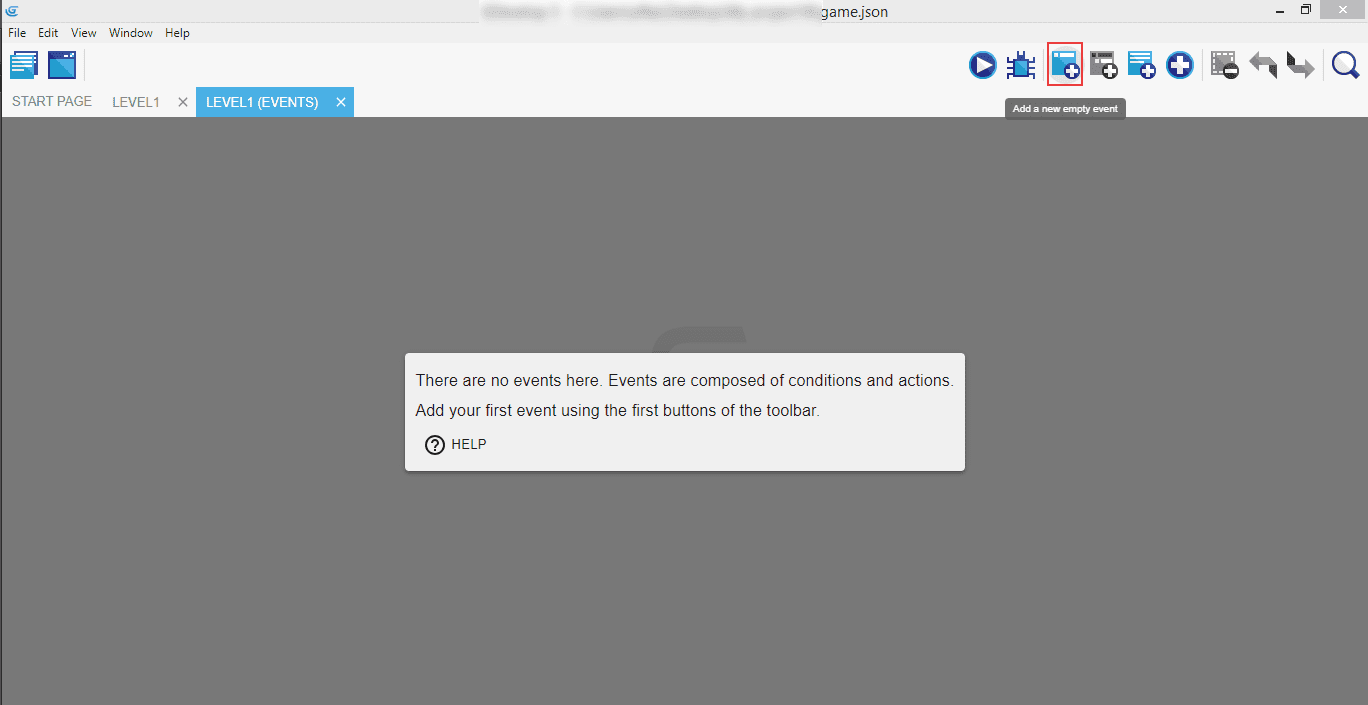 game.json
File Edit View Window Help
START PAGE LEVEL1 LEVEL1 (EVENTS)
Add a new empty event
There are no events here. Events are composed of conditions and actions.
Add your first event using the first buttons of the toolbar.
HELP